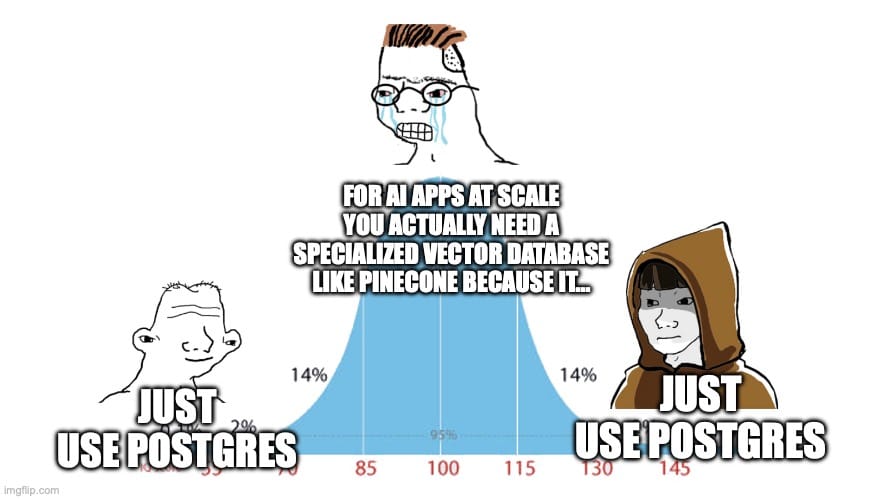 FOR AI APPS AT SCALE
YOU ACTUALLY NEED A
SPECIALIZED VECTOR DATABASE
LIKE PINECONE BECAUSE IT...
14%
14%
JUST
USE POSTGRES
JUST
USE POSTGRES
2%
95%
55
70
85
100
115
130
145
imgflip.com